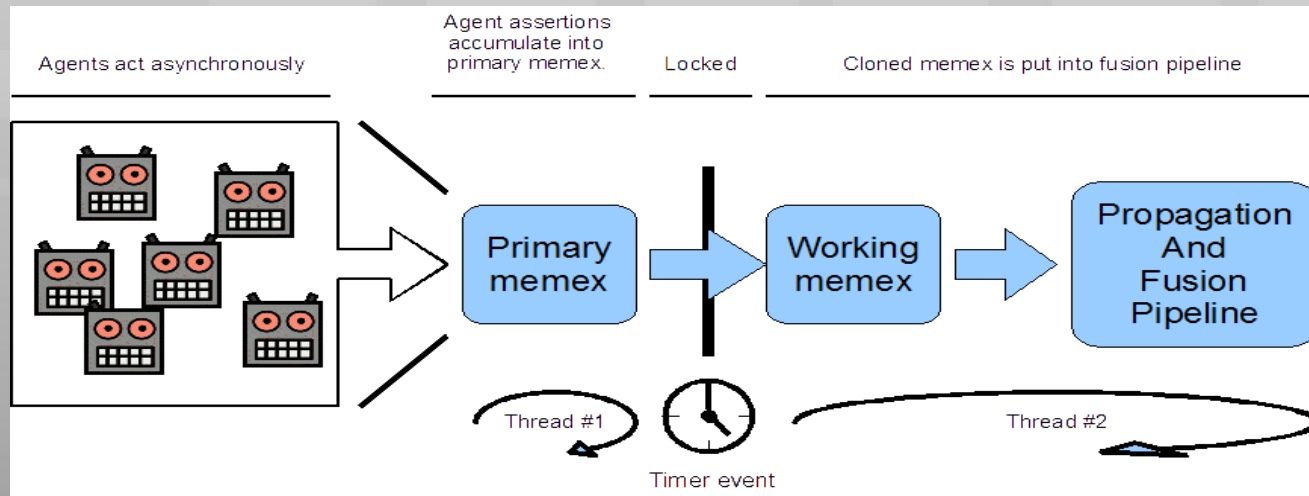 Agents act asynchronously
Agent assertions
accumulate into
primary memex.
Locked
Cloned memex is put into fusion pipeline
Primary
memex
Working
memex
Propagation
And
Fusion
Pipeline
Thread #1
Thread #2
Timer event